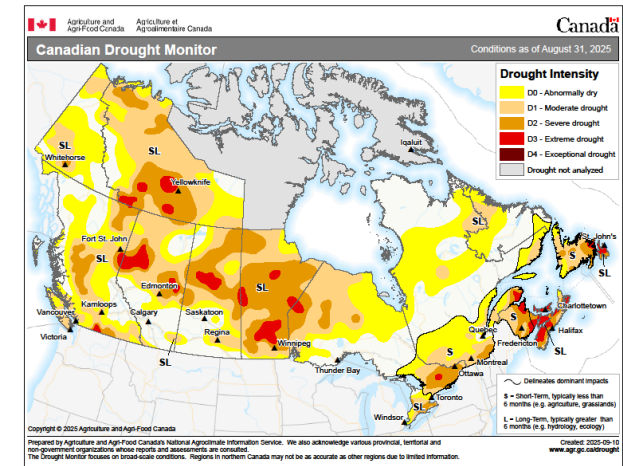 Agriculture and Agriculture et
Agri-Food Canada Agroalimentaire Canada
Canada
Canadian Drought Monitor
Conditions as of August 31, 2025
Drought Intensity
D0 - Abnormally dry
D1 - Moderate drought
D2 - Severe drought
D3 - Extreme drought
D4 - Exceptional drought
Drought not analyzed
Iqaluit
SL
Whitehorse
SL
Yellowknife
SL
St. John's
Fort St. John
SL
S
SL
Edmonton
SL
Charlottetown
Kamloops
Vancouver
Calgary
Saskatoon
S
Halifax
Victoria
Regina
Winnipeg
Quebec
Fredericton
SL
SL
Thunder Bay
S
Montreal
Ottawa
Toronto
SL
Windsor
Delineates dominant impacts
S = Short-Term, typically less than
6 months (e.g. agriculture, grasslands)
L = Long-Term, typically greater than
6 months (e.g. hydrology, ecology)
Copyright © 2025 Agriculture and Agri-Food Canada
Prepared by Agriculture and Agri-Food Canada's National Agroclimate Information Service. We also acknowledge various provincial, territorial and
non-government organizations whose reports and assessments are consulted.
The Drought Monitor focuses on broad-scale conditions. Regions in northern Canada may not be as accurate as other regions due to limited information.
Created: 2025-09-10
www.agr.gc.ca/drought